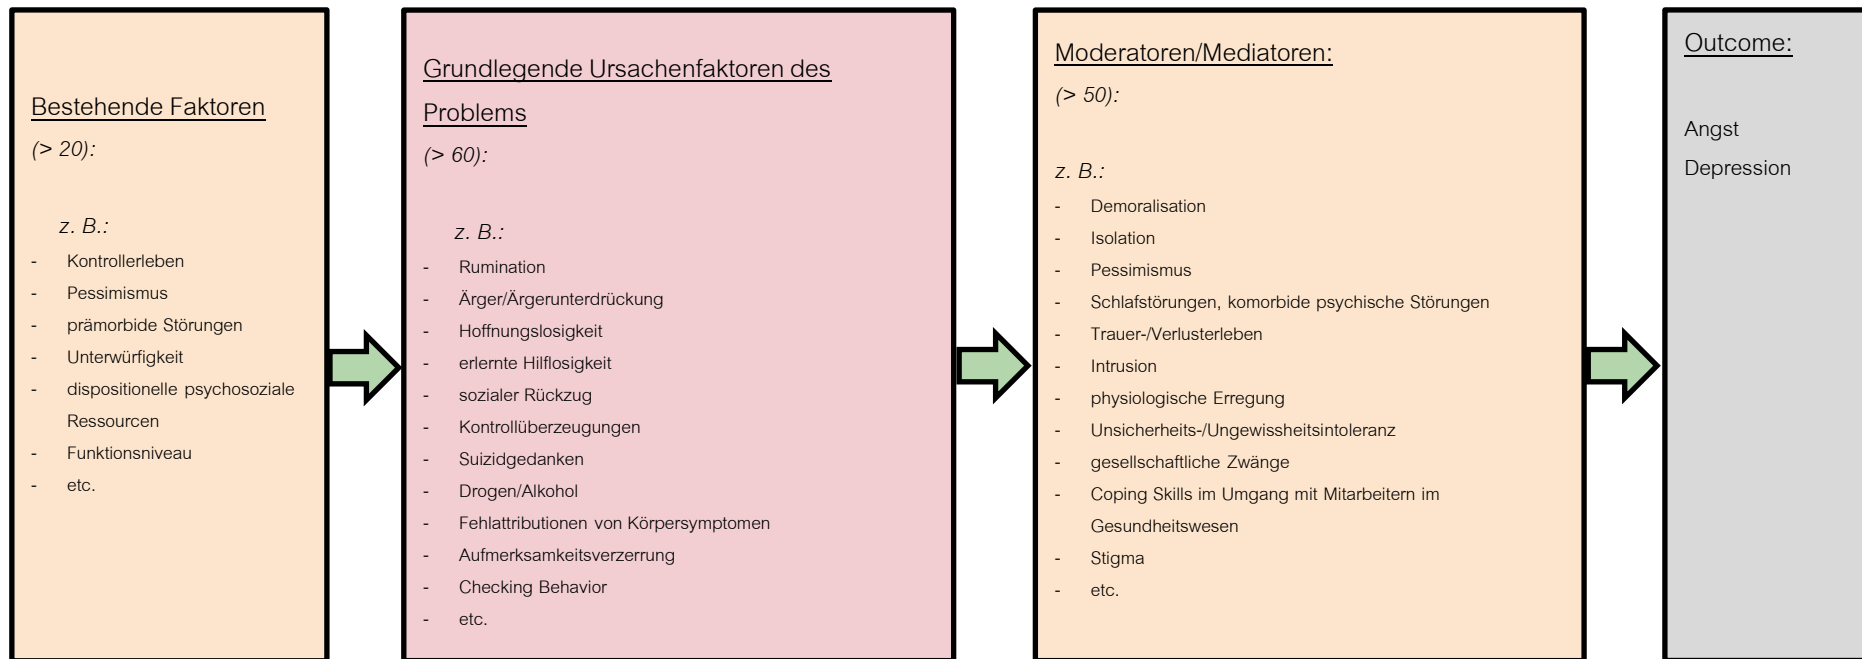 Bestehende Faktoren
(> 20):
z. B.:
- Kontrollerleben
- Pessimismus
- prämorbide Störungen
- Unterwürfigkeit
- dispositionelle psychosoziale
Ressourcen
- Funktionsniveau
- etc.
Grundlegende Ursachenfaktoren des
Problems
(> 60):
z. B.:
- Rumination
- Ärger/Ärgerunterdrückung
- Hoffnungslosigkeit
- erlernte Hilflosigkeit
- sozialer Rückzug
- Kontrollüberzeugungen
- Suizidgedanken
- Drogen/Alkohol
- Fehlattributionen von Körpersymptomen
- Aufmerksamkeitsverzerrung
- Checking Behavior
- etc.
Moderatoren/Mediatoren:
(> 50):
z. B.:
- Demoralisation
- Isolation
- Pessimismus
- Schlafstörungen, komorbide psychische Störungen
- Trauer-/Verlusterleben
- Intrusion
- physiologische Erregung
- Unsicherheits-/Ungewissheitsintoleranz
- gesellschaftliche Zwänge
- Coping Skills im Umgang mit Mitarbeitern im
Gesundheitswesen
- Stigma
- etc.
Outcome:
Angst
Depression